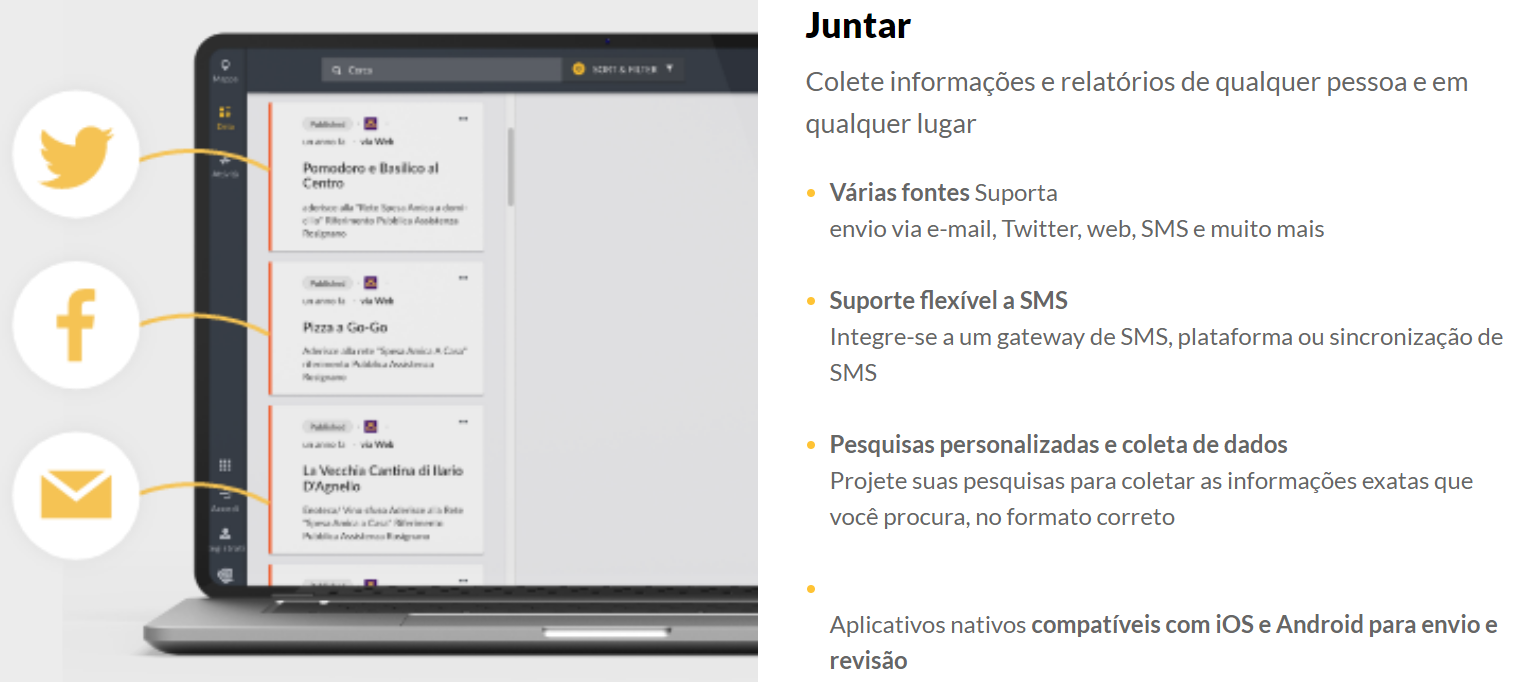 Mappa
Cerca
SORT & FILTER
Data
Attività
Published
un anno fa · via Web
Pomodoro e Basilico al
Centro
aderisce alla "Rete Spesa Amica a domi-
cilio" Riferimento Pubblica Assistenza
Rosignano
Published
un anno fa · via Web
Pizza a Go-Go
Aderisce alla rete "Spesa Amica A Casa"
riferimento Pubblica Assistenza
Rosignano
Published
un anno fa · via Web
La Vecchia Cantina di Ilario
D'Agnello
Enoteca/ Vino sfuso Aderisce alla Rete
"Spesa Amica a Casa" Riferimento
Pubblica Assistenza Rosignano
Accedi
Published
Juntar
Colete informações e relatórios de qualquer pessoa e em
qualquer lugar
Várias fontes Suporta
envio via e-mail, Twitter, web, SMS e muito mais
Suporte flexível a SMS
Integre-se a um gateway de SMS, plataforma ou sincronização de
SMS
Pesquisas personalizadas e coleta de dados
Projete suas pesquisas para coletar as informações exatas que
você procura, no formato correto
Aplicativos nativos compatíveis com iOS e Android para envio e
revisão